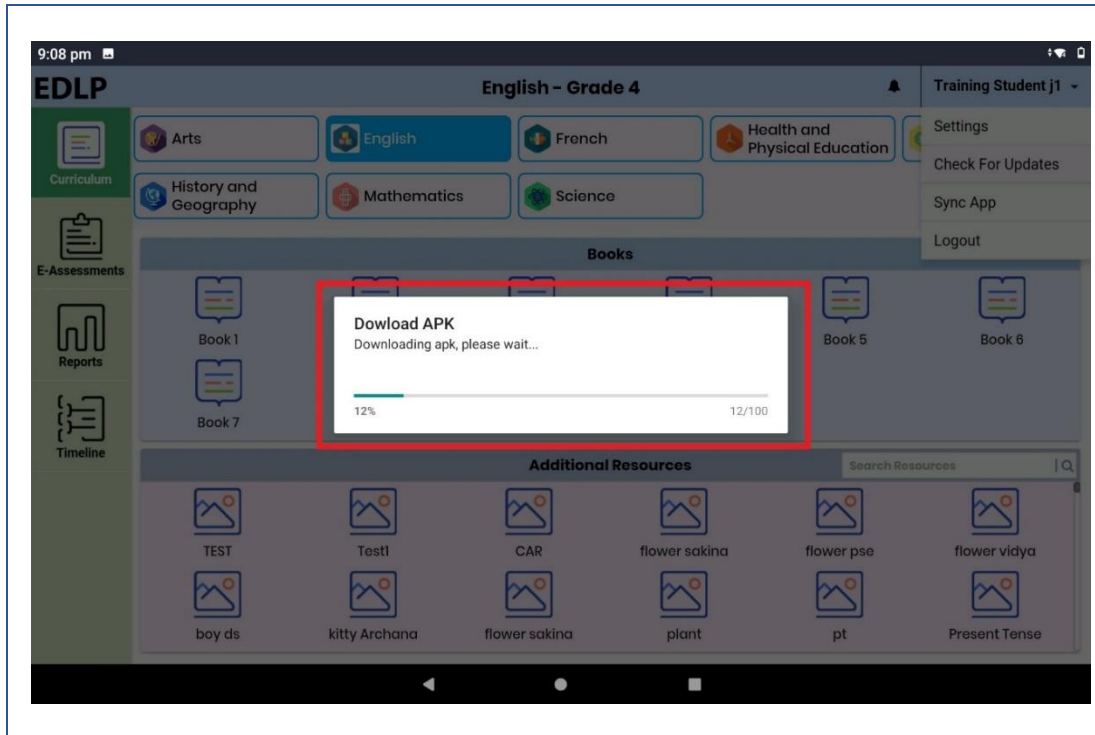 9:08 pm
EDLP
English - Grade 4
Training Student j1
Settings
Check For Updates
Sync App
Logout
Curriculum
E-Assessments
Reports
Timeline
Arts
English
French
Health and
Physical Education
History and
Geography
Mathematics
Science
Books
Book 1
Book 5
Book 6
Book 7
Dowload APK
Downloading apk, please wait...
12%
12/100
Additional Resources
Search Resources
TEST
Test1
CAR
flower sakina
flower pse
flower vidya
boy ds
kitty Archana
flower sakina
plant
pt
Present Tense